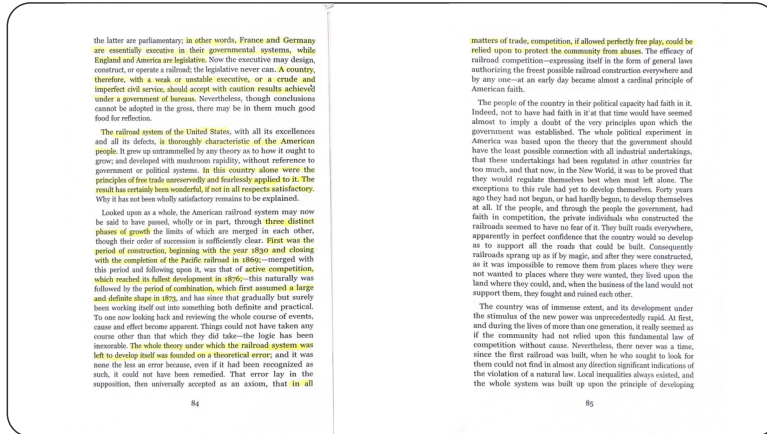 the latter are parliamentary; in other words, France and Germany
are essentially executive in their governmental systems, while
England and America are legislative. Now the executive may design,
construct, or operate a railroad; the legislative never can. A country,
therefore, with a weak or unstable executive, or a crude and
imperfect civil service, should accept with caution results achieved
under a government of bureaus. Nevertheless, though conclusions
cannot be adopted in the gross, there may be in them much good
food for reflection.
The railroad system of the United States, with all its excellences
and all its defects, is thoroughly characteristic of the American
people. It grew up untrammelled by any theory as to how it ought to
grow; and developed with mushroom rapidity, without reference to
government or political systems. In this country alone were the
principles of free trade unreservedly and fearlessly applied to it. The
result has certainly been wonderful, if not in all respects satisfactory.
Why it has not been wholly satisfactory remains to be explained.
Looked upon as a whole, the American railroad system may now
be said to have passed, wholly or in part, through three distinct
phases of growth the limits of which are merged in each other,
though their order of succession is sufficiently clear. First was the
period of construction, beginning with the year 1830 and closing
with the completion of the Pacific railroad in 1869;—merged with
this period and following upon it, was that of active competition,
which reached its fullest development in 1876;—this naturally was
followed by the period of combination, which first assumed a large
and definite shape in 1873, and has since that gradually but surely
been working itself out into something both definite and practical.
To one now looking back and reviewing the whole course of events,
cause and effect become apparent. Things could not have taken any
course other than that which they did take—the logic has been
inexorable. The whole theory under which the railroad system was
left to develop itself was founded on a theoretical error; and it was
none the less an error because, even if it had been recognized as
such, it could not have been remedied. That error lay in the
supposition, then universally accepted as an axiom, that in all
84
matters of trade, competition, if allowed perfectly free play, could be
relied upon to protect the community from abuses. The efficacy of
railroad competition—expressing itself in the form of general laws
authorizing the freest possible railroad construction everywhere and
by any one—at an early day became almost a cardinal principle of
American faith.
The people of the country in their political capacity had faith in it.
Indeed, not to have had faith in it at that time would have seemed
almost to imply a doubt of the very principles upon which the
government was established. The whole political experiment in
America was based upon the theory that the government should
have the least possible connection with all industrial undertakings,
that these undertakings had been regulated in other countries far
too much, and that now, in the New World, it was to be proved that
they would regulate themselves best when most left alone. The
exceptions to this rule had yet to develop themselves. Forty years
ago they had not begun, or had hardly begun, to develop themselves
at all. If the people, and through the people the government, had
faith in competition, the private individuals who constructed the
railroads seemed to have no fear of it. They built roads everywhere,
apparently in perfect confidence that the country would so develop
as to support all the roads that could be built. Consequently
railroads sprang up as if by magic, and after they were constructed,
as it was impossible to remove them from places where they were
not wanted to places where they were wanted, they lived upon the
land where they could, and, when the business of the land would not
support them, they fought and ruined each other.
The country was of immense extent, and its development under
the stimulus of the new power was unprecedentedly rapid. At first,
and during the lives of more than one generation, it really seemed as
if the community had not relied upon this fundamental law of
competition without cause. Nevertheless, there never was a time,
since the first railroad was built, when he who sought to look for
them could not find in almost any direction significant indications of
the violation of a natural law. Local inequalities always existed, and
the whole system was built up upon the principle of developing
85